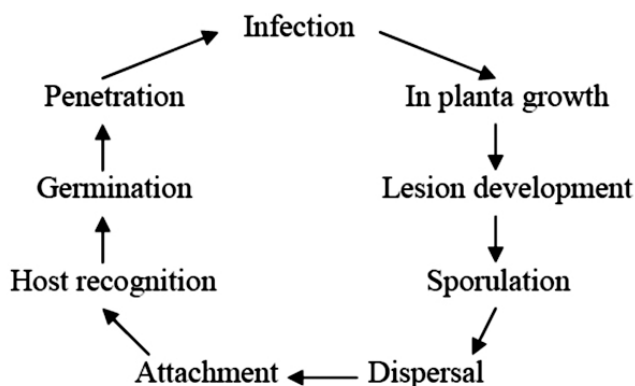 Infection
Penetration
In planta growth
Germination
Lesion development
Host recognition
Sporulation
Attachment
Dispersal